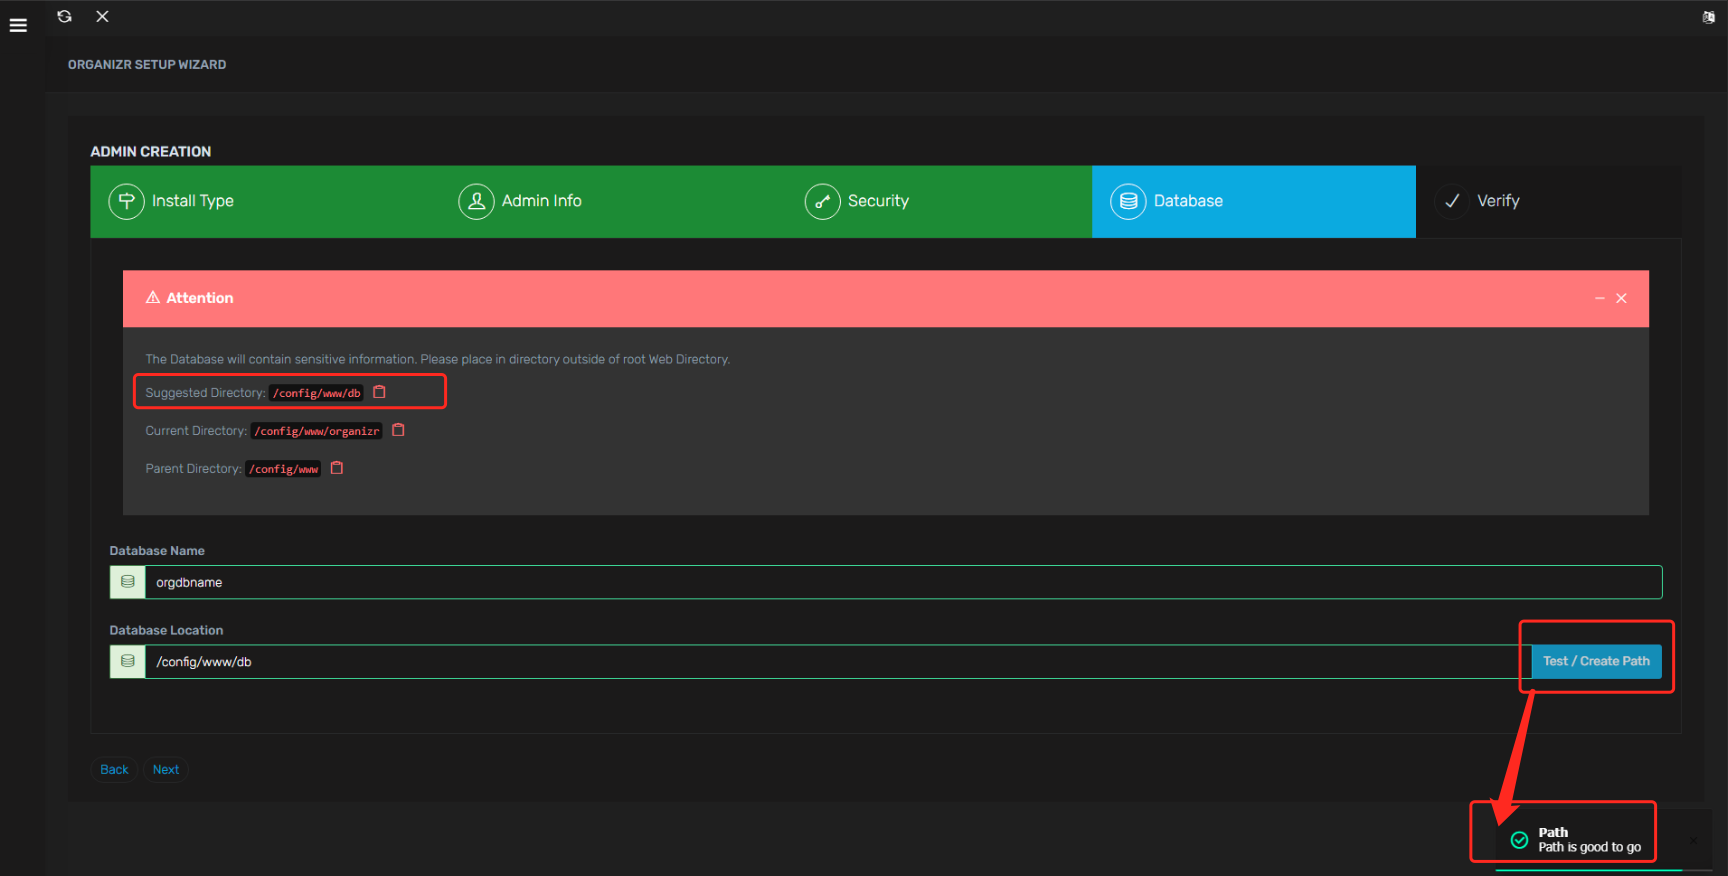 ORGANIZR SETUP WIZARD
ADMIN CREATION
Install Type
Admin Info
Security
Database
Verify
Attention
The Database will contain sensitive information. Please place in directory outside of root Web Directory.
Suggested Directory: /config/www/db
Current Directory: /config/www/organizr
Parent Directory: /config/www
Database Name
orgdbname
Database Location
/config/www/db
Test / Create Path
Back
Next
Path
Path is good to go